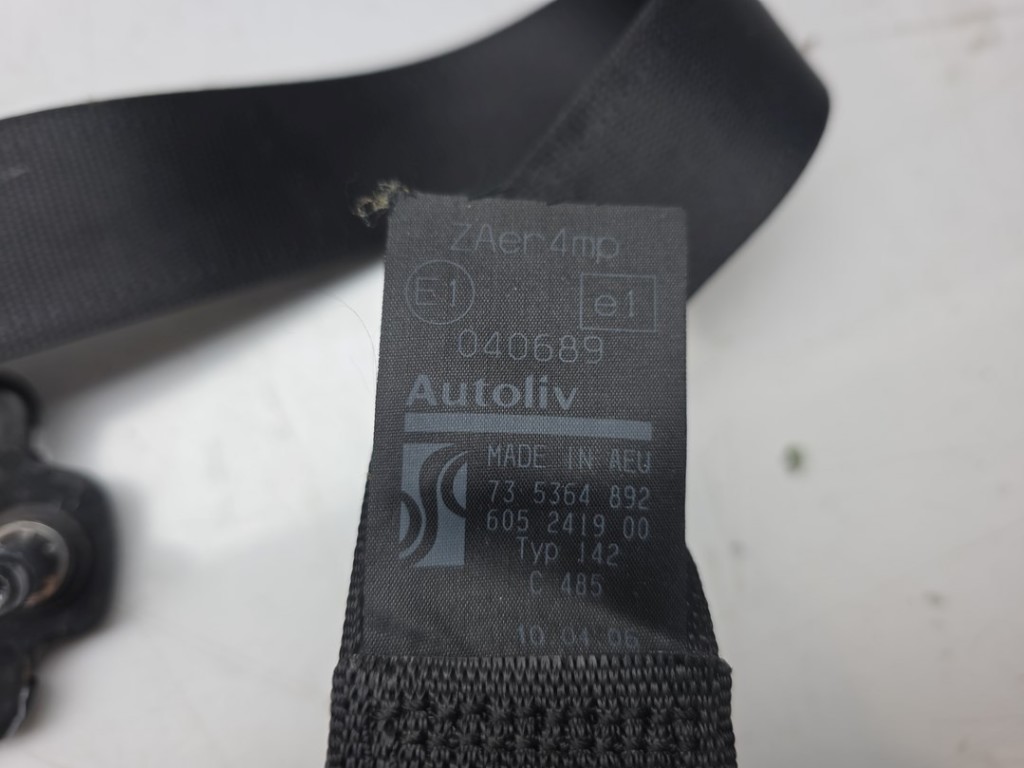 ZAer4mp
E1 e1
040689
Autoliv
MADE IN AEU
73 5364 892
605 2419 00
Typ 142
C 485
10 04 06